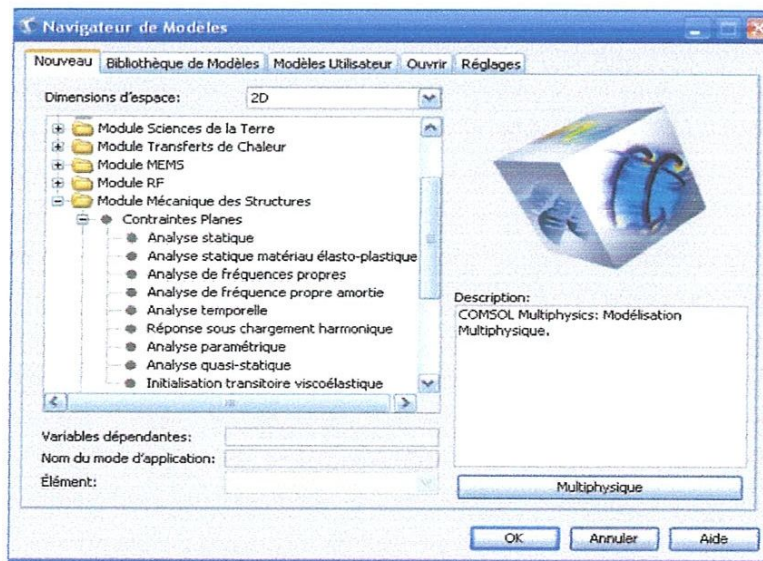 Navigateur de Modèles
Nouveau Bibliothèque de Modèles Modèles Utilisateur Ouvrir Réglages
Dimensions d'espace: 2D
Module Sciences de la Terre
Module Transferts de Chaleur
Module MEMS
Module RF
Module Mécanique des Structures
Contraintes Planes
Analyse statique
Analyse statique matériau élasto-plastique
Analyse de fréquences propres
Analyse de fréquence propre amortie
Analyse temporelle
Réponse sous chargement harmonique
Analyse paramétrique
Analyse quasi-statique
Initialisation transitoire viscoélastique
Variables dépendantes:
Nom du mode d'application:
Élément:
Description:
COMSOL Multiphysics: Modélisation
Multiphysique.
Multiphysique
OK Annuler Aide